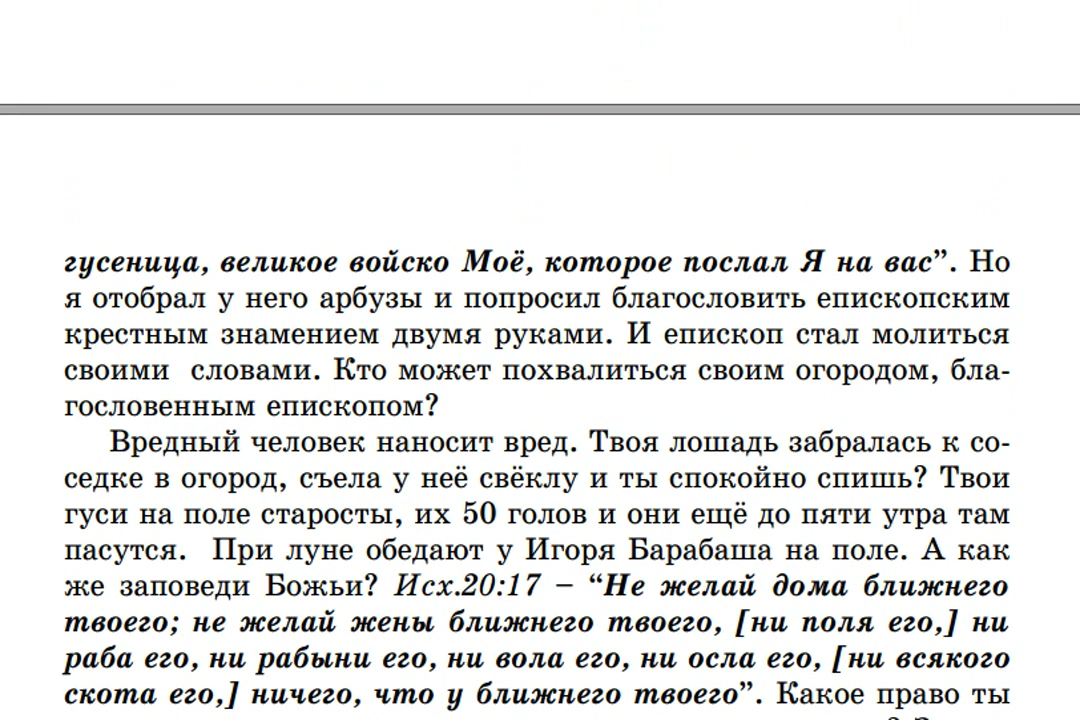 гусеница, великое войско Моё, которое послал Я на вас”. Но
я отобрал у него арбузы и попросил благословить епископским
крестным знамением двумя руками. И епископ стал молиться
своими словами. Кто может похвалиться своим огородом, бла-
гословенным епископом?
Вредный человек наносит вред. Твоя лошадь забралась к со-
седке в огород, съела у неё свёклу и ты спокойно спишь? Твои
гуси на поле старосты, их 50 голов и они ещё до пяти утра там
пасутся. При луне обедают у Игоря Барабаша на поле. А как
же заповеди Божьи? Исх.20:17 – “Не желай дома ближнего
твоего; не желай жены ближнего твоего, [ни поля его,] ни
раба его, ни рабыни его, ни вола его, ни осла его, [ни всякого
скота его,] ничего, что у ближнего твоего”. Какое право ты